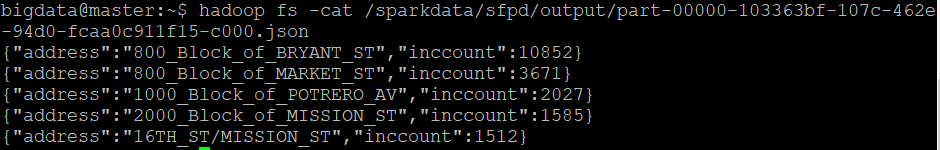 bigdata@master:~$ hadoop fs -cat /sparkdata/sfpd/output/part-00000-103363bf-107c-462e
-94d0-fcaa0c911f15-c000.json
{"address":"800_Block_of_BRYANT_ST","inccount":10852}
{"address":"800_Block_of_MARKET_ST","inccount":3671}
{"address":"1000_Block_of_POTRERO_AV","inccount":2027}
{"address":"2000_Block_of_MISSION_ST","inccount":1585}
{"address":"16TH_ST/MISSION_ST","inccount":1512}